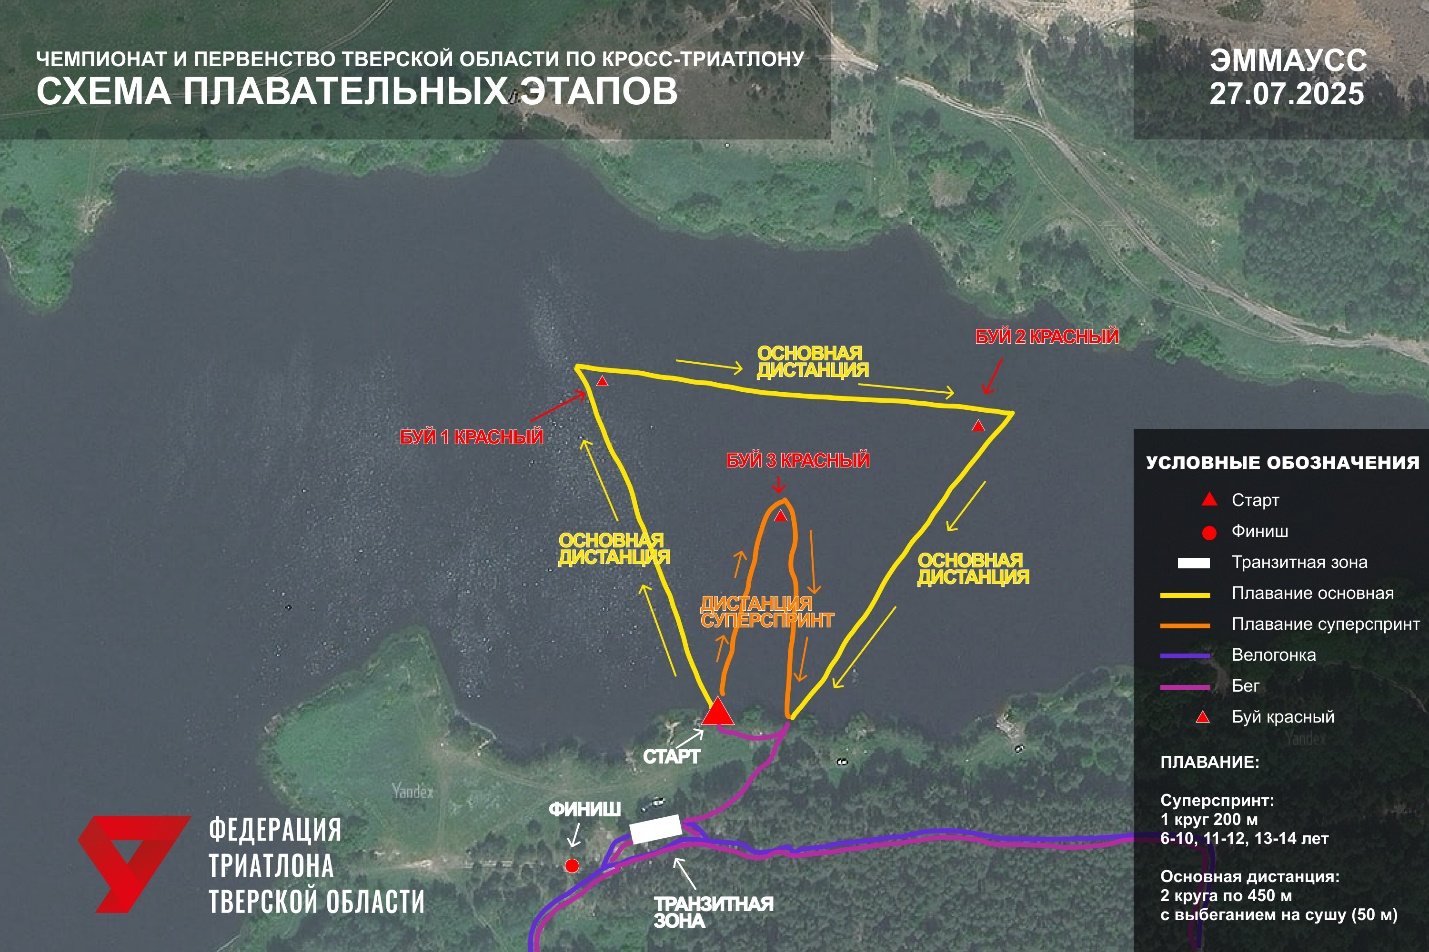 ЧЕМПИОНАТ И ПЕРВЕНСТВО ТВЕРСКОЙ ОБЛАСТИ ПО КРОСС-ТРИАТЛОНУ
СХЕМА ПЛАВАТЕЛЬНЫХ ЭТАПОВ
ЭММАУСС
27.07.2025
БУЙ 2 КРАСНЫЙ
ОСНОВНАЯ
ДИСТАНЦИЯ
БУЙ 1 КРАСНЫЙ
БУЙ 3 КРАСНЫЙ
ОСНОВНАЯ
ДИСТАНЦИЯ
ОСНОВНАЯ
ДИСТАНЦИЯ
ДИСТАНЦИЯ
СУПЕРСПРИНТ
СТАРТ
ФИНИШ
ТРАНЗИТНАЯ
ЗОНА
Yandex
ФЕДЕРАЦИЯ
ТРИАТЛОНА
ТВЕРСКОЙ ОБЛАСТИ
УСЛОВНЫЕ ОБОЗНАЧЕНИЯ
Старт
Финиш
Транзитная зона
Плавание основная
Плавание суперспринт
Велогонка
Бег
Буй красный
Yandex
ПЛАВАНИЕ:
Суперспринт:
1 круг 200 м
6-10, 11-12, 13-14 лет
Основная дистанция:
2 круга по 450 м
с выбеганием на сушу (50 м)